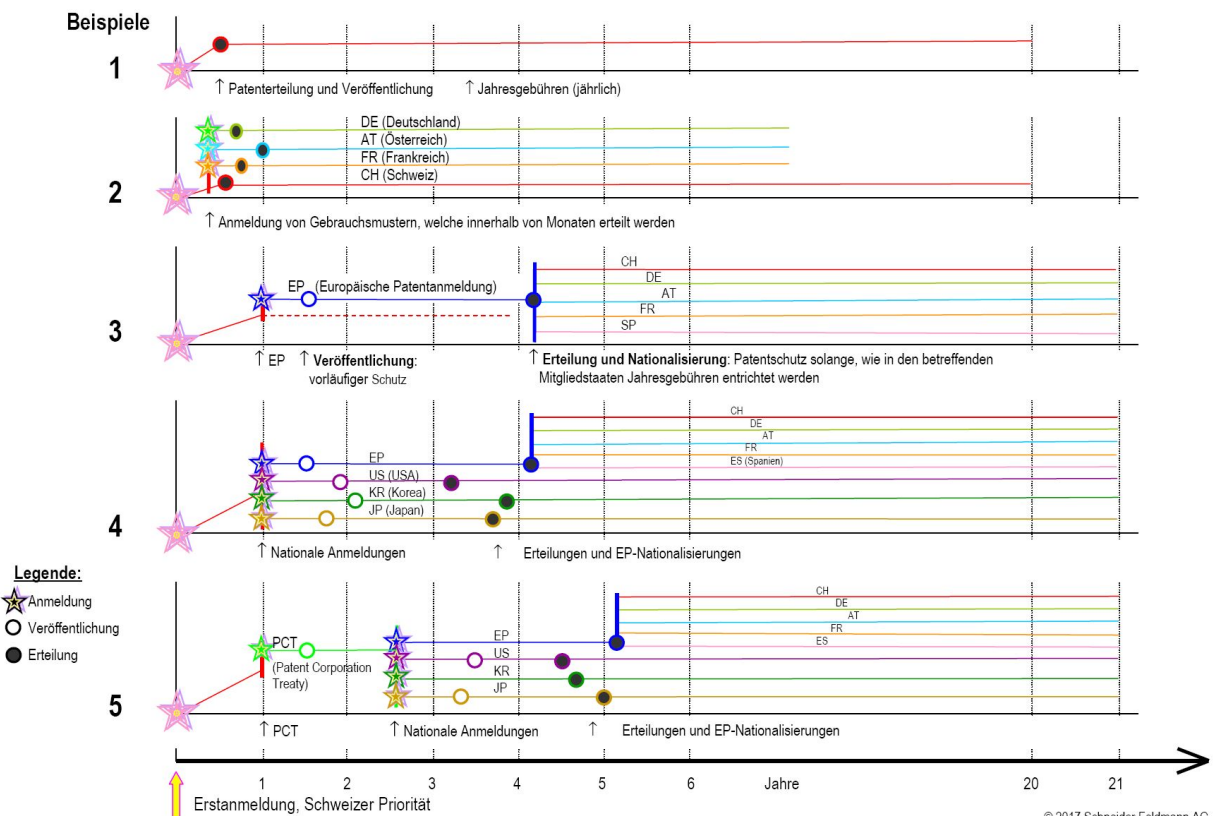 Beispiele
1
↑ Patenterteilung und Veröffentlichung
↑ Jahresgebühren (jährlich)
DE (Deutschland)
AT (Österreich)
FR (Frankreich)
CH (Schweiz)
2
↑ Anmeldung von Gebrauchsmustern, welche innerhalb von Monaten erteilt werden
EP (Europäische Patentanmeldung)
CH
DE
AT
FR
SP
3
↑ EP
↑ Veröffentlichung:
vorläufiger Schutz
↑ Erteilung und Nationalisierung: Patentschutz solange, wie in den betreffenden
Mitgliedstaaten Jahresgebühren entrichtet werden
CH
DE
AT
FR
ES (Spanien)
EP
US (USA)
KR (Korea)
JP (Japan)
4
↑ Nationale Anmeldungen
↑ Erteilungen und EP-Nationalisierungen
Legende:
Anmeldung
Veröffentlichung
Erteilung
CH
DE
AT
FR
ES
PCT
(Patent Corporation
Treaty)
EP
US
KR
JP
5
↑ PCT
↑ Nationale Anmeldungen
↑ Erteilungen und EP-Nationalisierungen
1 2 3 4 5 6 Jahre 20 21
Erstanmeldung, Schweizer Priorität
© 2017 Schneider Feldmann AG